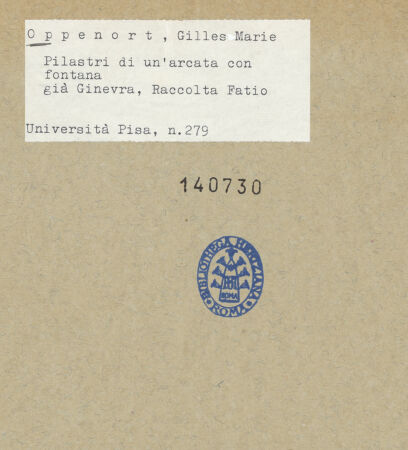 Oppenort, Gilles Marie
Pilastri di un'arcata con
fontana
già Ginevra, Raccolta Fatio
Università Pisa, n.279
140730
BIBLIOTHECA HERTZIANA
ROMA
ROMA